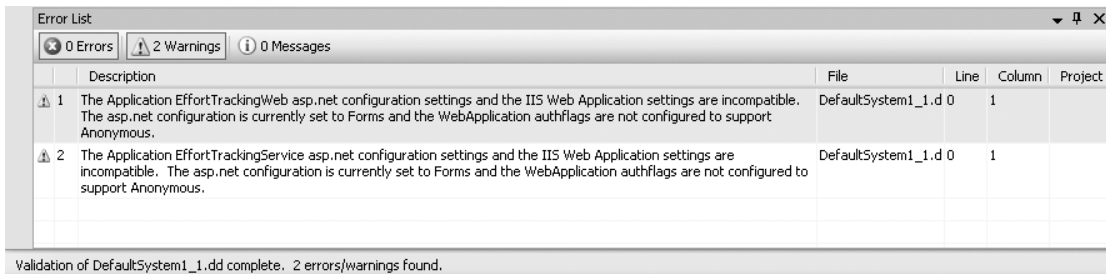 Error List
0 Errors 2 Warnings 0 Messages
Description File Line Column Project
1 The Application EffortTrackingWeb asp.net configuration settings and the IIS Web Application settings are incompatible. DefaultSystem1_1.d 0 1
The asp.net configuration is currently set to Forms and the WebApplication authflags are not configured to support
Anonymous.
2 The Application EffortTrackingService asp.net configuration settings and the IIS Web Application settings are DefaultSystem1_1.d 0 1
incompatible. The asp.net configuration is currently set to Forms and the WebApplication authflags are not configured to
support Anonymous.
Validation of DefaultSystem1_1.dd complete. 2 errors/warnings found.